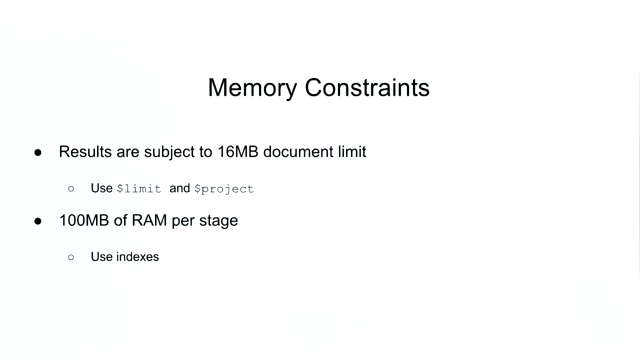 Memory Constraints
● Results are subject to 16MB document limit
○ Use $limit and $project
● 100MB of RAM per stage
○ Use indexes